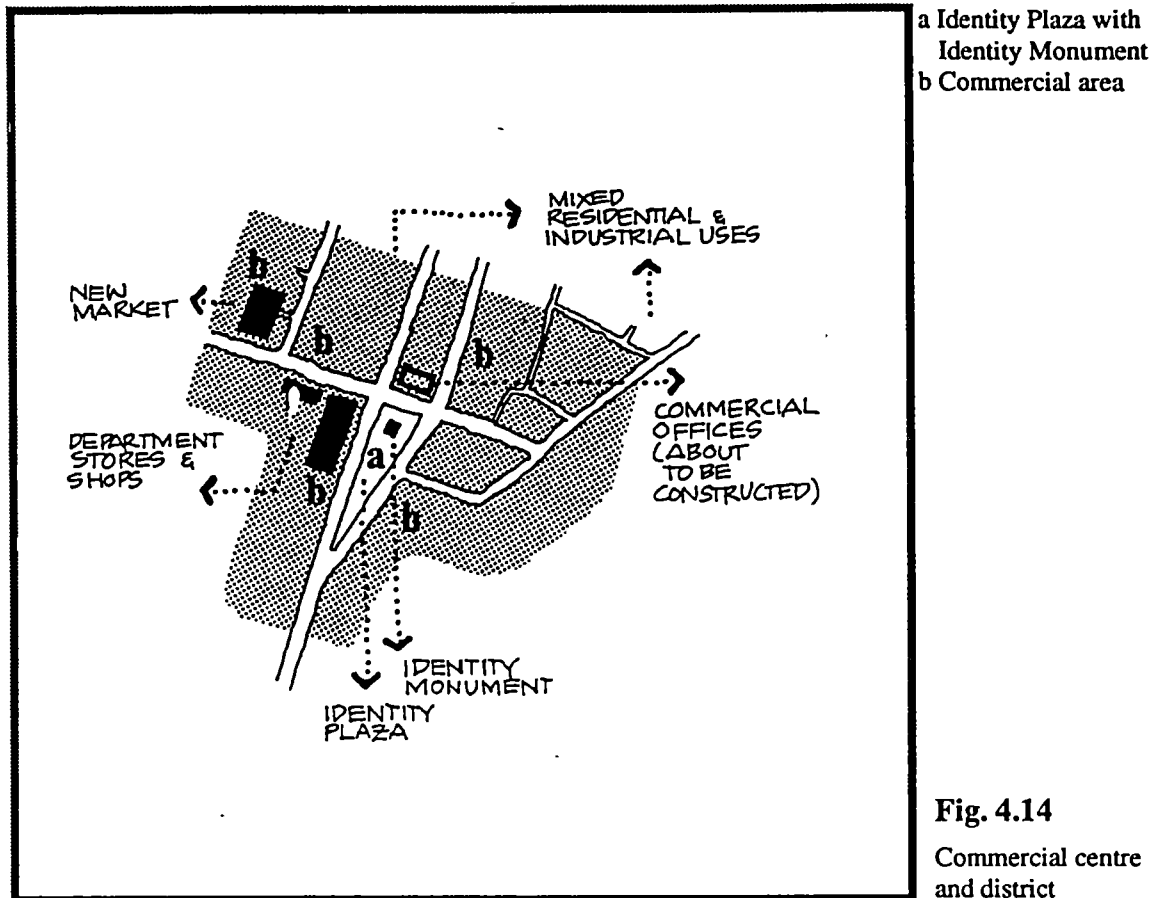 a Identity Plaza with
Identity Monument
b Commercial area
MIXED
RESIDENTIAL &
INDUSTRIAL USES
b
NEW
MARKET
b
b
COMMERCIAL
OFFICES
(ABOUT
TO BE
CONSTRUCTED)
DEPARTMENT
STORES &
SHOPS
a
b
b
IDENTITY
MONUMENT
IDENTITY
PLAZA
Fig. 4.14
Commercial centre
and district